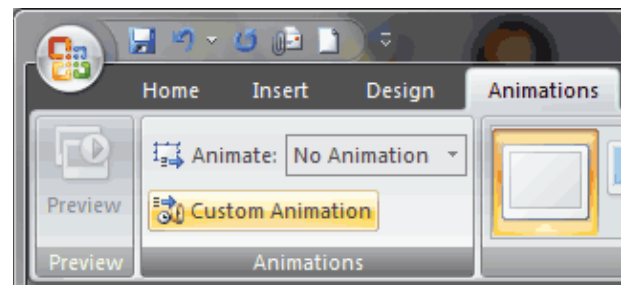 Home Insert Design Animations
Animate: No Animation
Preview Custom Animation
Preview Animations